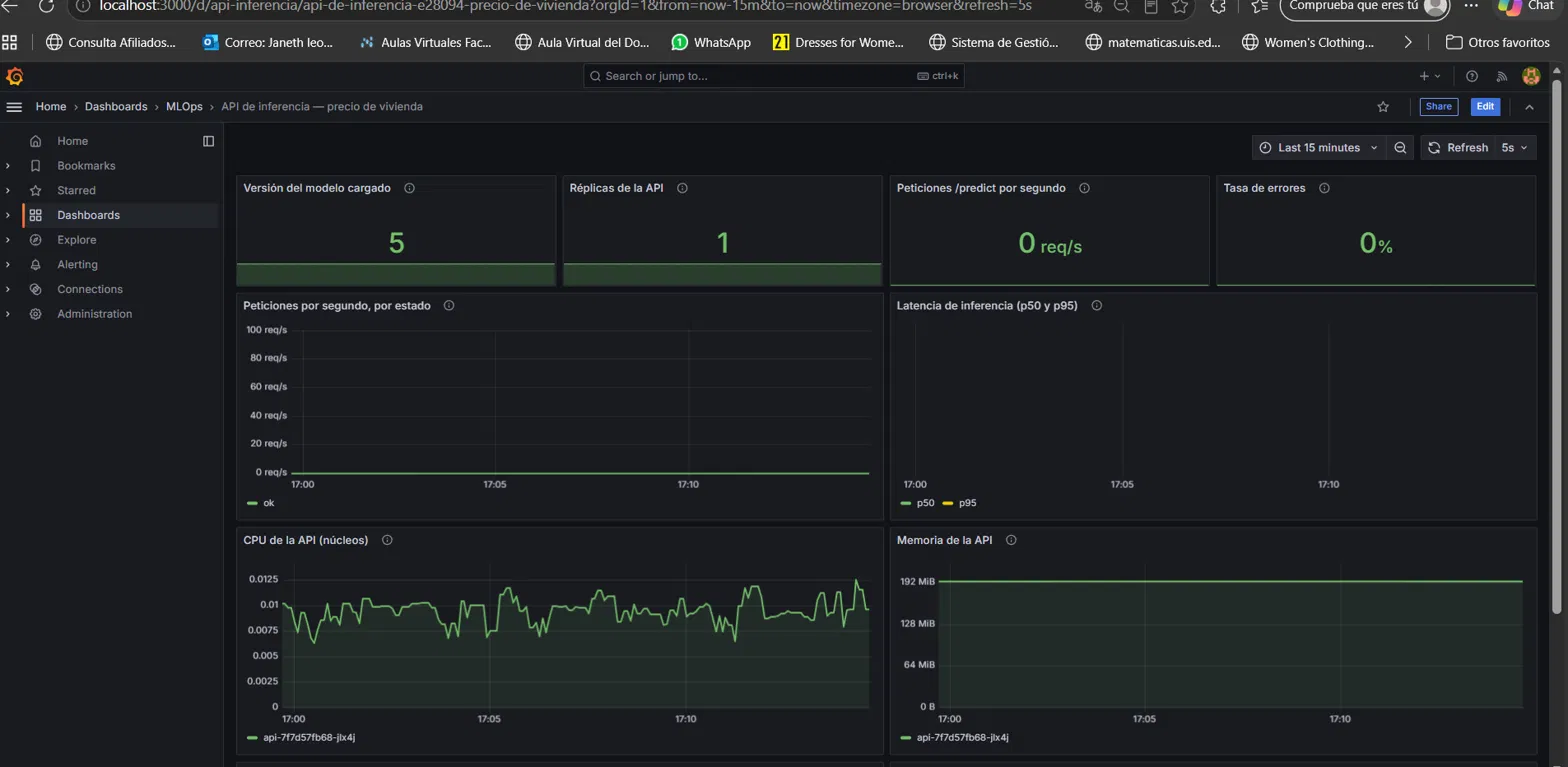 localhost:3000/d/api-inferencia/api-de-inferencia-e28094-precio-de-vivienda?orgId=1&from=now-15m&to=now&timezone=browser&refresh=5s
Comprueba que eres tú
Chat
Consulta Afiliados...
Correo: Janeth leo...
Aulas Virtuales Fac...
Aula Virtual del Do...
WhatsApp
Dresses for Wome...
Sistema de Gestió...
matematicas.uis.ed...
Women's Clothing...
Otros favoritos
Search or jump to...
ctrl+k
Home › Dashboards › MLOps › API de inferencia — precio de vivienda
Share
Edit
Home
Bookmarks
Starred
Dashboards
Explore
Alerting
Connections
Administration
Last 15 minutes
Refresh
5s
Versión del modelo cargado
5
Réplicas de la API
1
Peticiones /predict por segundo
0 req/s
Tasa de errores
0%
Peticiones por segundo, por estado
100 req/s
80 req/s
60 req/s
40 req/s
20 req/s
0 req/s
17:00 17:05 17:10
ok
Latencia de inferencia (p50 y p95)
17:00 17:05 17:10
p50 p95
CPU de la API (núcleos)
0.0125
0.01
0.0075
0.005
0.0025
0
17:00 17:05 17:10
api-7f7d57fb68-jlx4j
Memoria de la API
192 MiB
128 MiB
64 MiB
0 B
17:00 17:05 17:10
api-7f7d57fb68-jlx4j